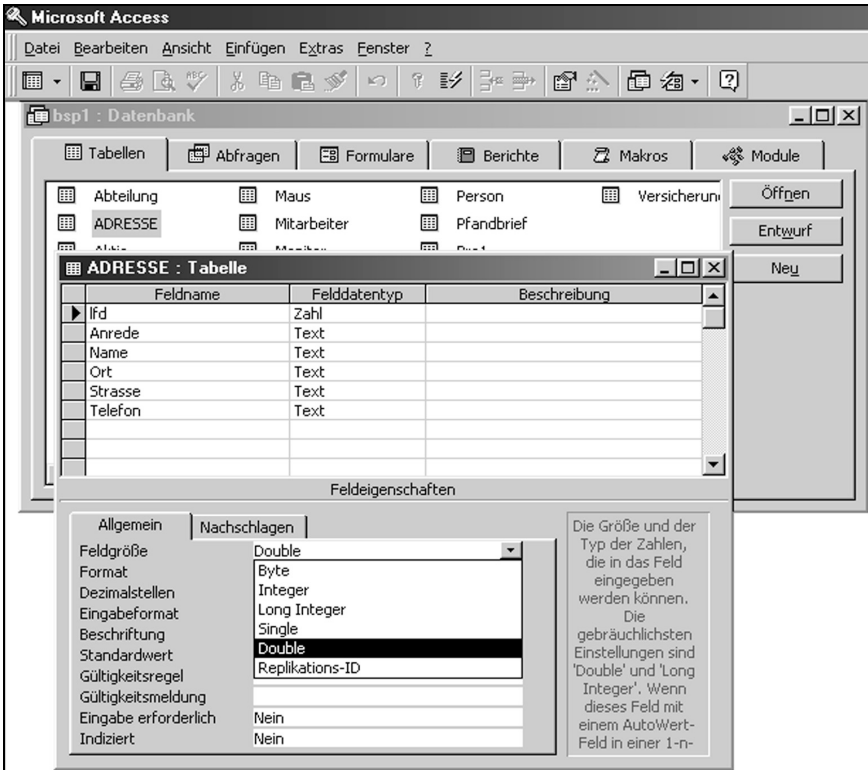 Microsoft Access
Datei Bearbeiten Ansicht Einfügen Extras Fenster ?
bsp1 : Datenbank
Tabellen Abfragen Formulare Berichte Makros Module
Abteilung Maus Person Versicherun
ADRESSE Mitarbeiter Pfandbrief
Öffnen
Entwurf
Neu
ADRESSE : Tabelle
Feldname Felddatentyp Beschreibung
lfd Zahl
Anrede Text
Name Text
Ort Text
Strasse Text
Telefon Text
Feldeigenschaften
Allgemein Nachschlagen
Feldgröße Double
Format
Dezimalstellen
Eingabeformat
Beschriftung
Standardwert
Gültigkeitsregel
Gültigkeitsmeldung
Eingabe erforderlich Nein
Indiziert Nein
Byte
Integer
Long Integer
Single
Double
Replikations-ID
Die Größe und der
Typ der Zahlen,
die in das Feld
eingegeben
werden können.
Die
gebräuchlichsten
Einstellungen sind
'Double' und 'Long
Integer'. Wenn
dieses Feld mit
einem AutoWert-
Feld in einer 1-n-